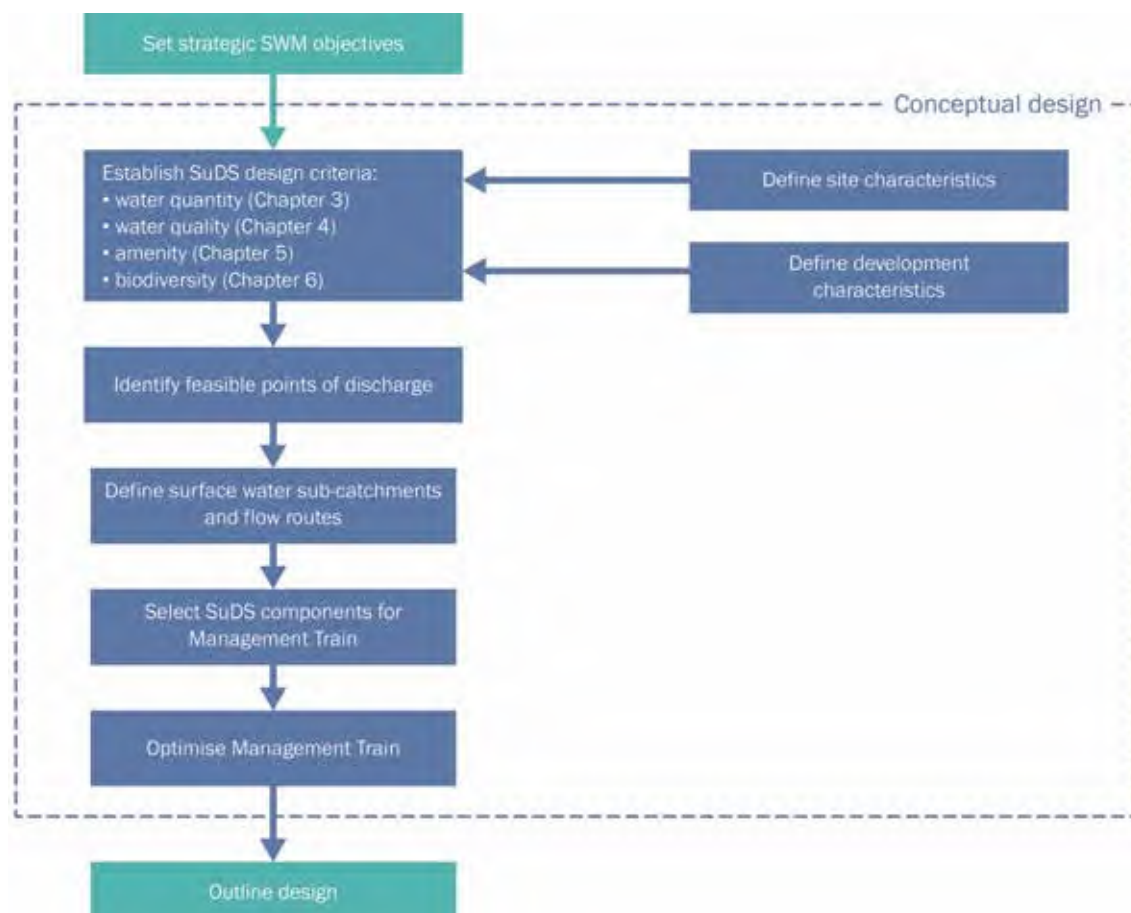 Set strategic SWM objectives
Conceptual design
Establish SuDS design criteria:
• water quantity (Chapter 3)
• water quality (Chapter 4)
• amenity (Chapter 5)
• biodiversity (Chapter 6)
Define site characteristics
Define development
characteristics
Identify feasible points of discharge
Define surface water sub-catchments
and flow routes
Select SuDS components for
Management Train
Optimise Management Train
Outline design